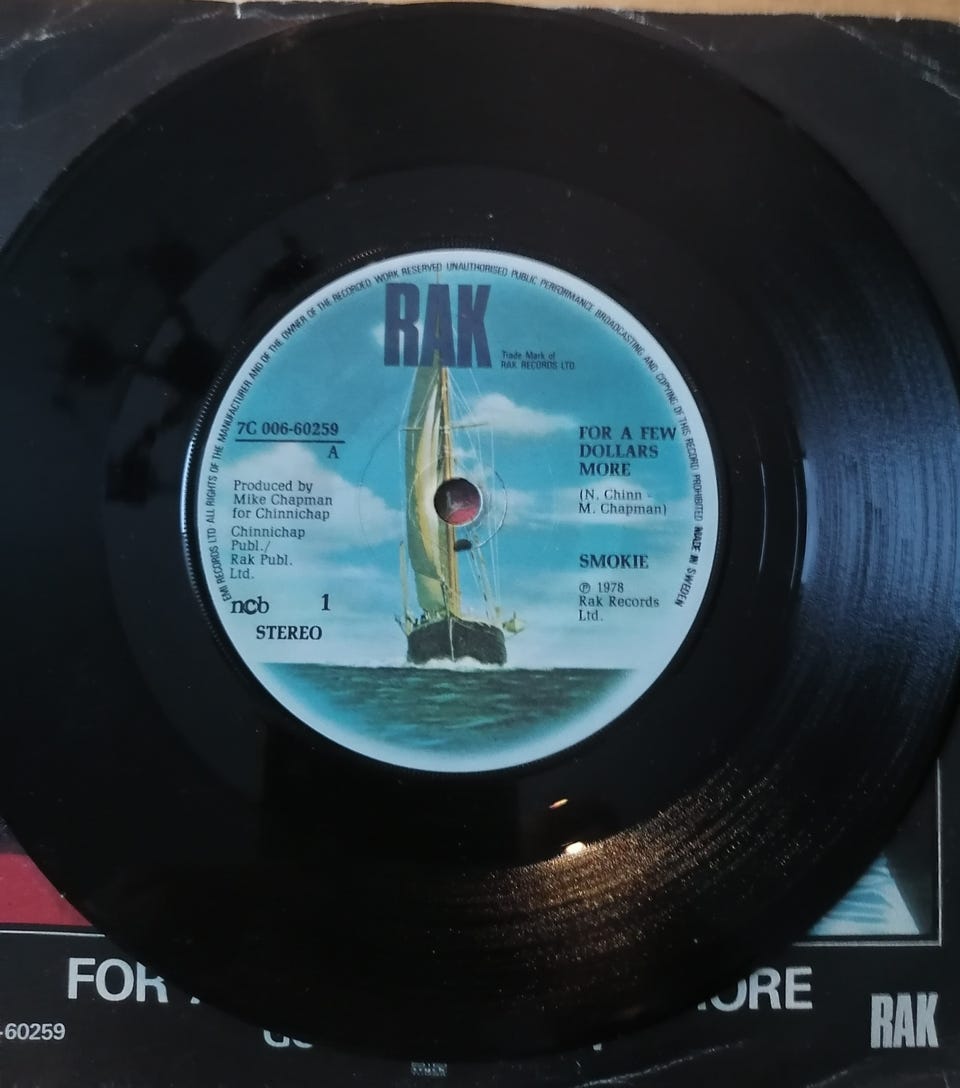 EMI RECORDS LTD ALL RIGHTS OF THE MANUFACTURER AND OF THE OWNER OF THE RECORDED WORK RESERVED UNAUTHORISED PUBLIC PERFORMANCE BROADCASTING AND COPYING OF THIS RECORD PROHIBITED MADE IN SWEDEN
RAK
Trade Mark of
RAK RECORDS LTD
7C 006-60259
A
Produced by
Mike Chapman
for Chinnichap
Chinnichap
Publ./
Rak Publ.
Ltd.
ncb 1
STEREO
FOR A FEW
DOLLARS
MORE
(N. Chinn -
M. Chapman)
SMOKIE
℗ 1978
Rak Records
Ltd.
FOR
ORE
-60259
RAK